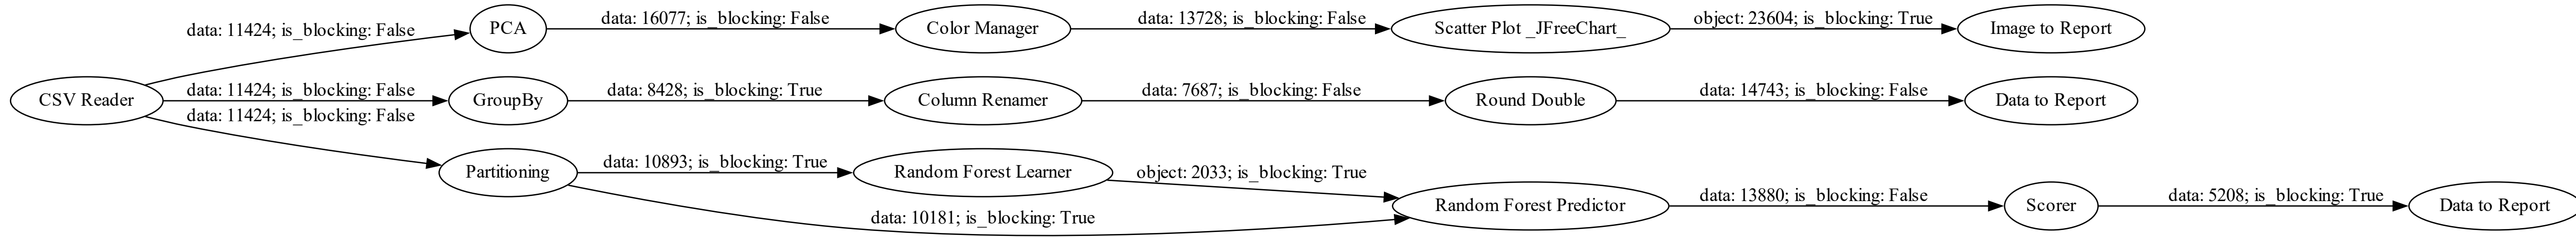 data: 11424; is_blocking: False
PCA
data: 16077; is_blocking: False
Color Manager
data: 13728; is_blocking: False
Scatter Plot _JFreeChart_
object: 23604; is_blocking: True
Image to Report
CSV Reader
data: 11424; is_blocking: False
GroupBy
data: 8428; is_blocking: True
Column Renamer
data: 7687; is_blocking: False
Round Double
data: 14743; is_blocking: False
Data to Report
data: 11424; is_blocking: False
Partitioning
data: 10893; is_blocking: True
Random Forest Learner
object: 2033; is_blocking: True
data: 10181; is_blocking: True
Random Forest Predictor
data: 13880; is_blocking: False
Scorer
data: 5208; is_blocking: True
Data to Report